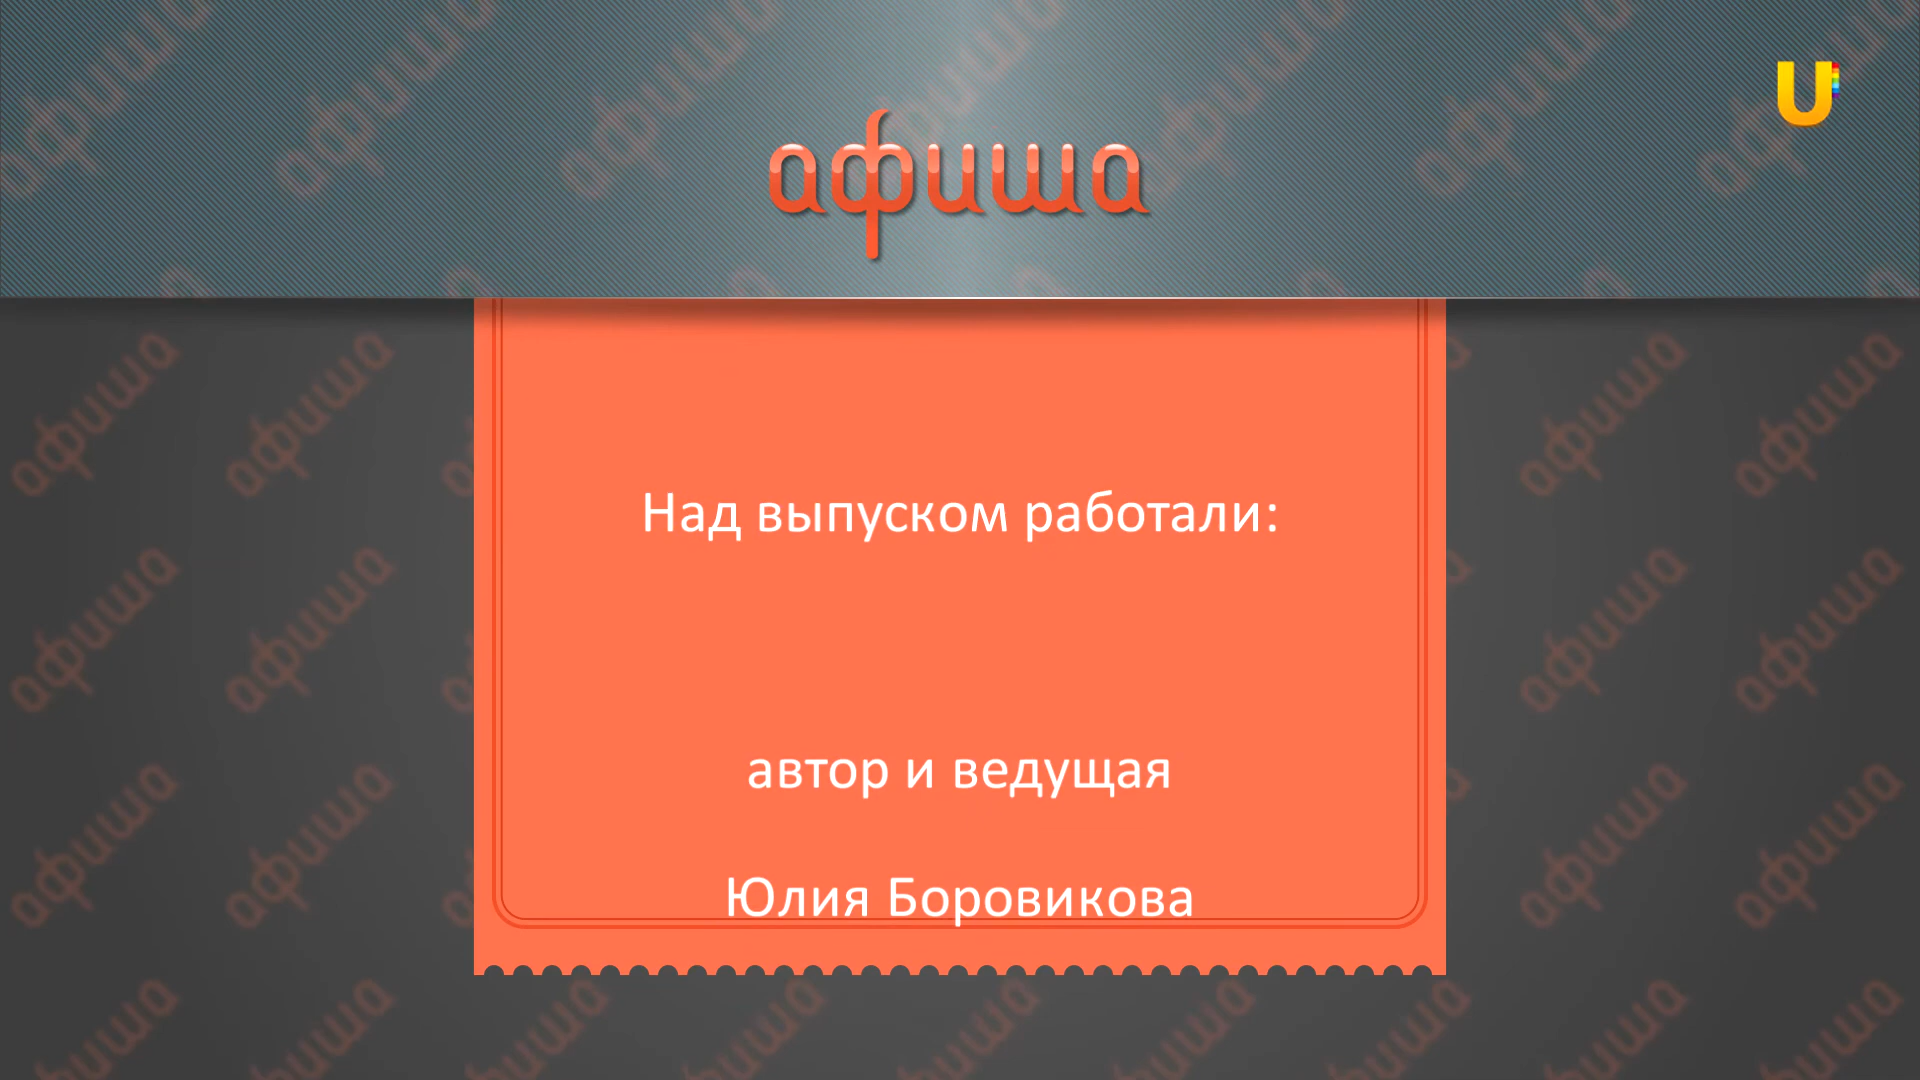 афиша
U
Над выпуском работали:
автор и ведущая
Юлия Боровикова